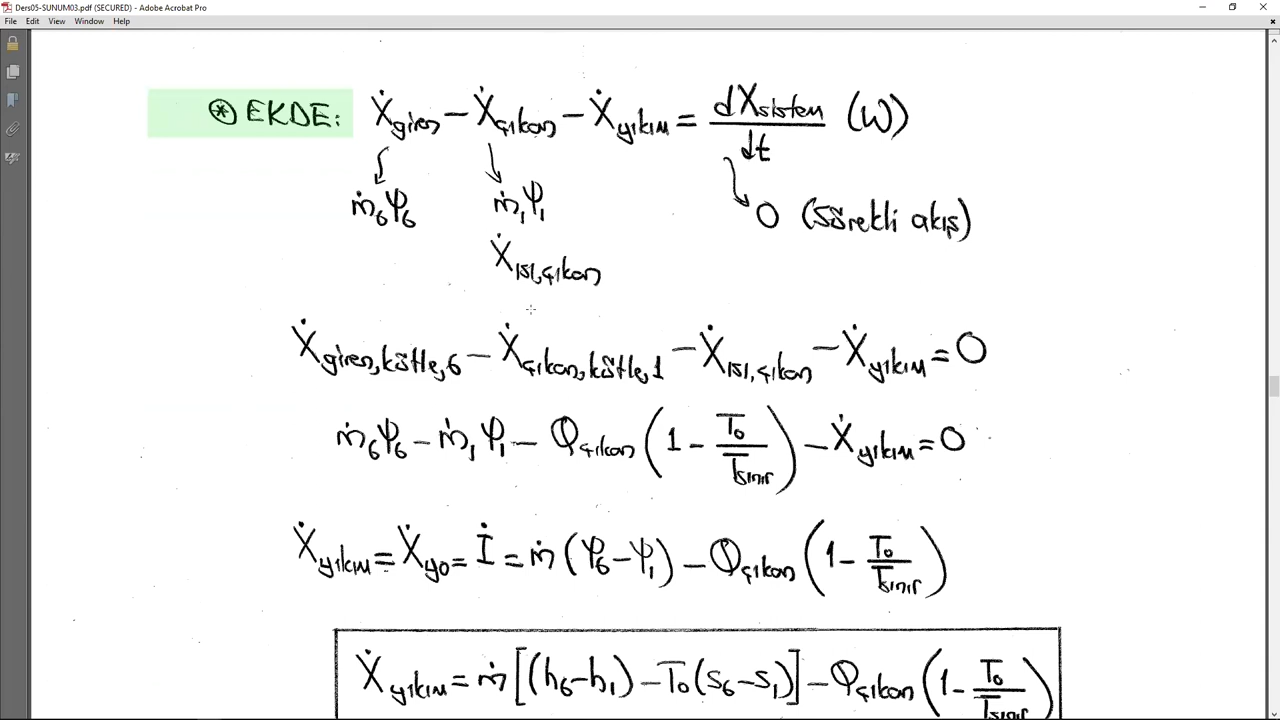 Ders05-SUNUM03.pdf (SECURED) - Adobe Acrobat Pro
File Edit View Window Help
⊛ EKDE: Ẋgiren − Ẋçıkan − Ẋyıkım = dXsistem/dt (W)
ṁ₆Ψ₆ ṁ₁Ψ₁ 0 (Sürekli akış)
Ẋısı,çıkan
Ẋgiren,kütle,6 − Ẋçıkan,kütle,1 − Ẋısı,çıkan − Ẋyıkım = 0
ṁ₆Ψ₆ − ṁ₁Ψ₁ − Q̇çıkan (1 − T₀/Tsınır) − Ẋyıkım = 0
Ẋyıkım = Ẋyo = İ = ṁ (Ψ₆ − Ψ₁) − Q̇çıkan (1 − T₀/Tsınır)
Ẋyıkım = ṁ [(h₆ − h₁) − T₀(s₆ − s₁)] − Q̇çıkan (1 − T₀/Tsınır)